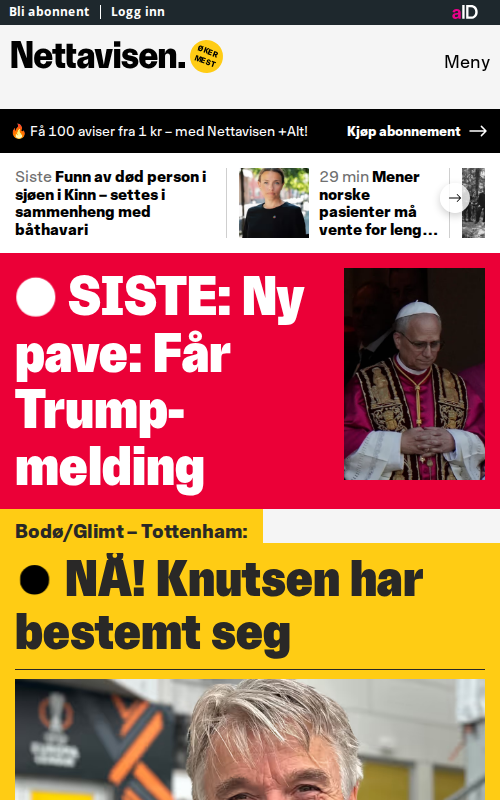 Bli abonnent
Logg inn
aID
Nettavisen.
ØKER
MEST
Meny
Få 100 aviser fra 1 kr – med Nettavisen +Alt!
Kjøp abonnement
Siste Funn av død person i
sjøen i Kinn – settes i
sammenheng med
båthavari
29 min Mener
norske
pasienter må
vente for leng...
SISTE: Ny
pave: Får
Trump-
melding
Bodø/Glimt – Tottenham:
NÅ! Knutsen har
bestemt seg
EUROPA
LEAGUE